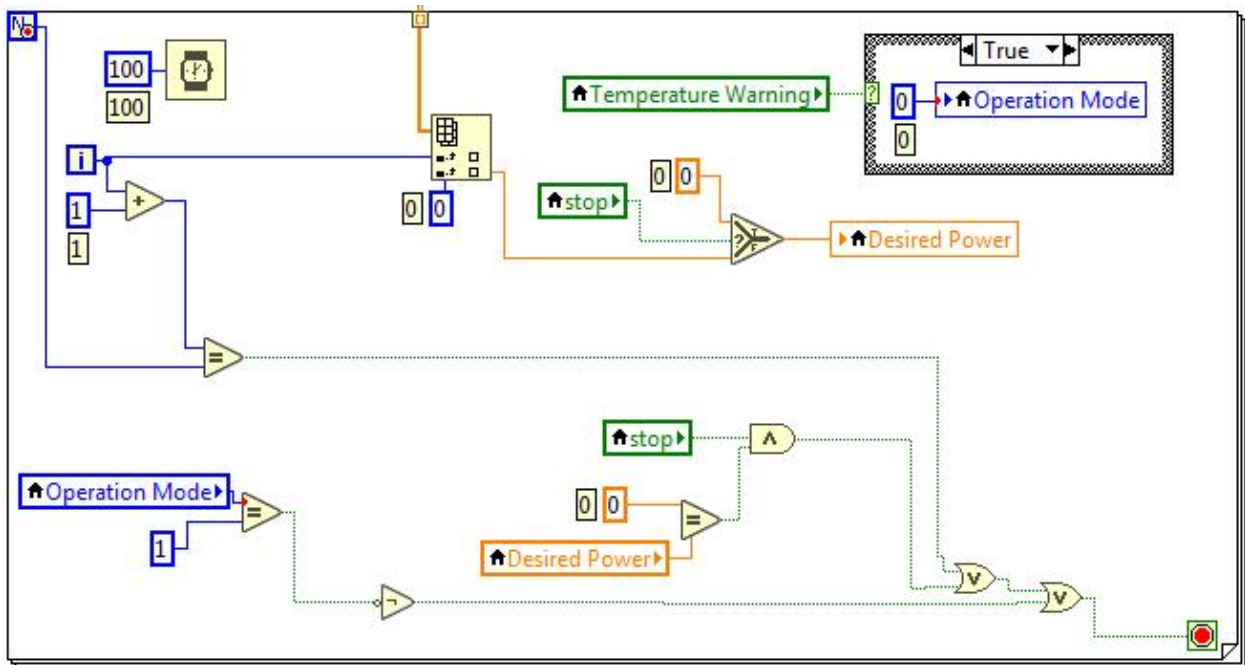 N
100
100
i
1
1
True
Temperature Warning
?
0
Operation Mode
0
0 0
stop
0 0
?
T
F
Desired Power
+
=
stop
∧
Operation Mode
=
1
0 0
=
Desired Power
¬
∨
∨